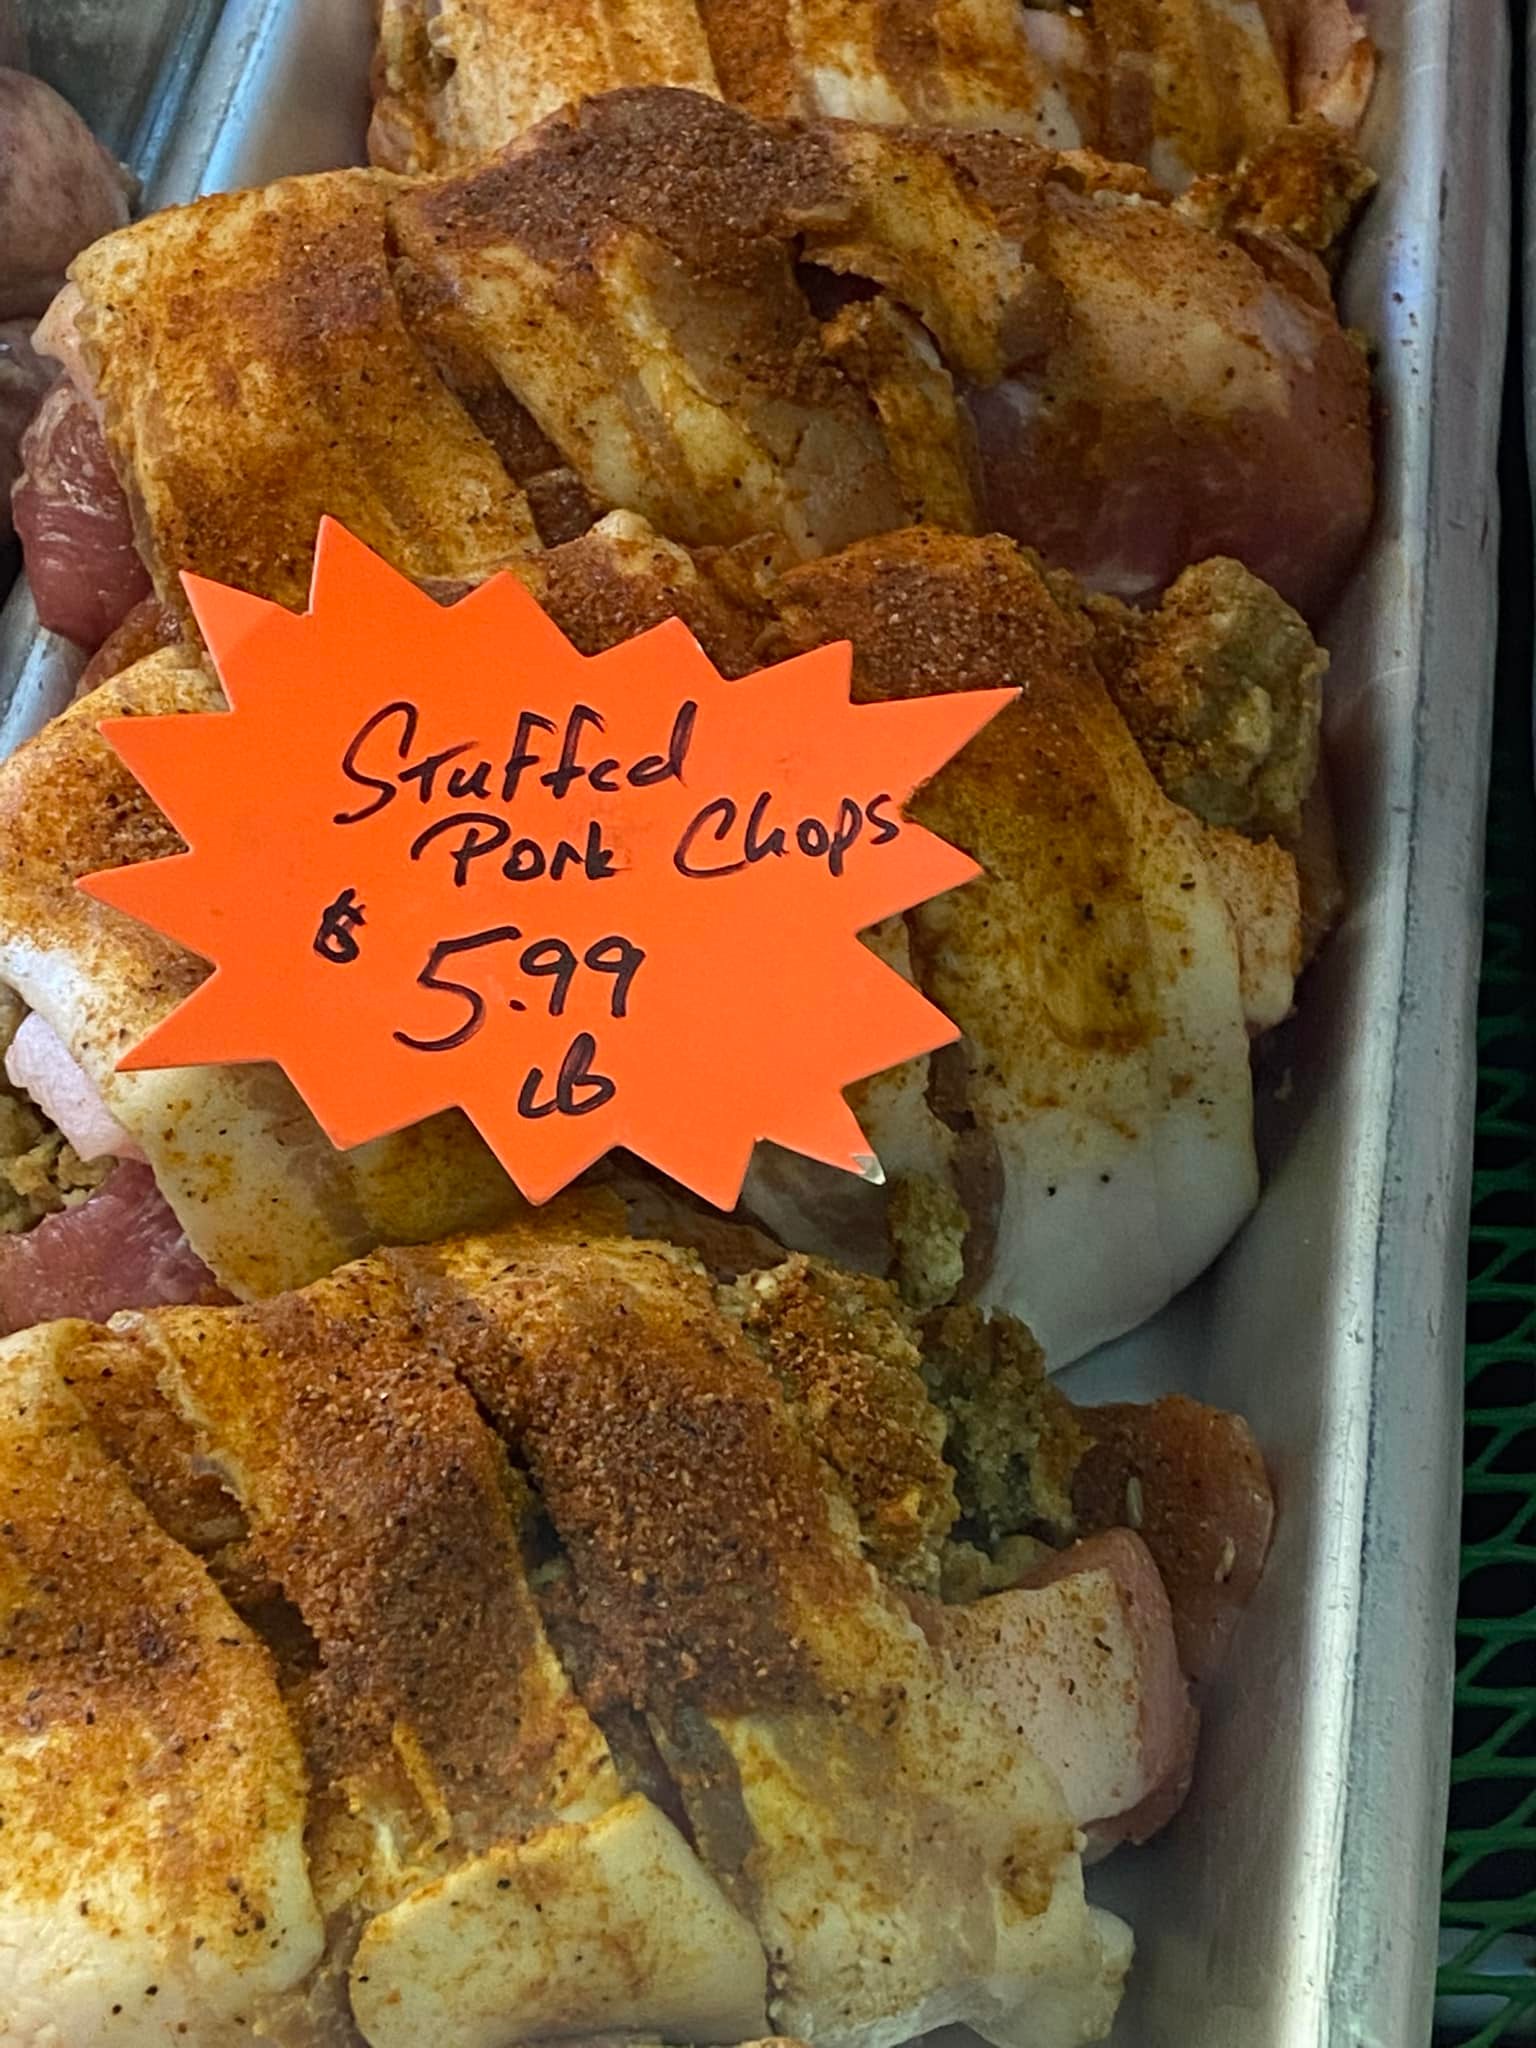 Stuffed
Pork Chops
$ 5.99
lb